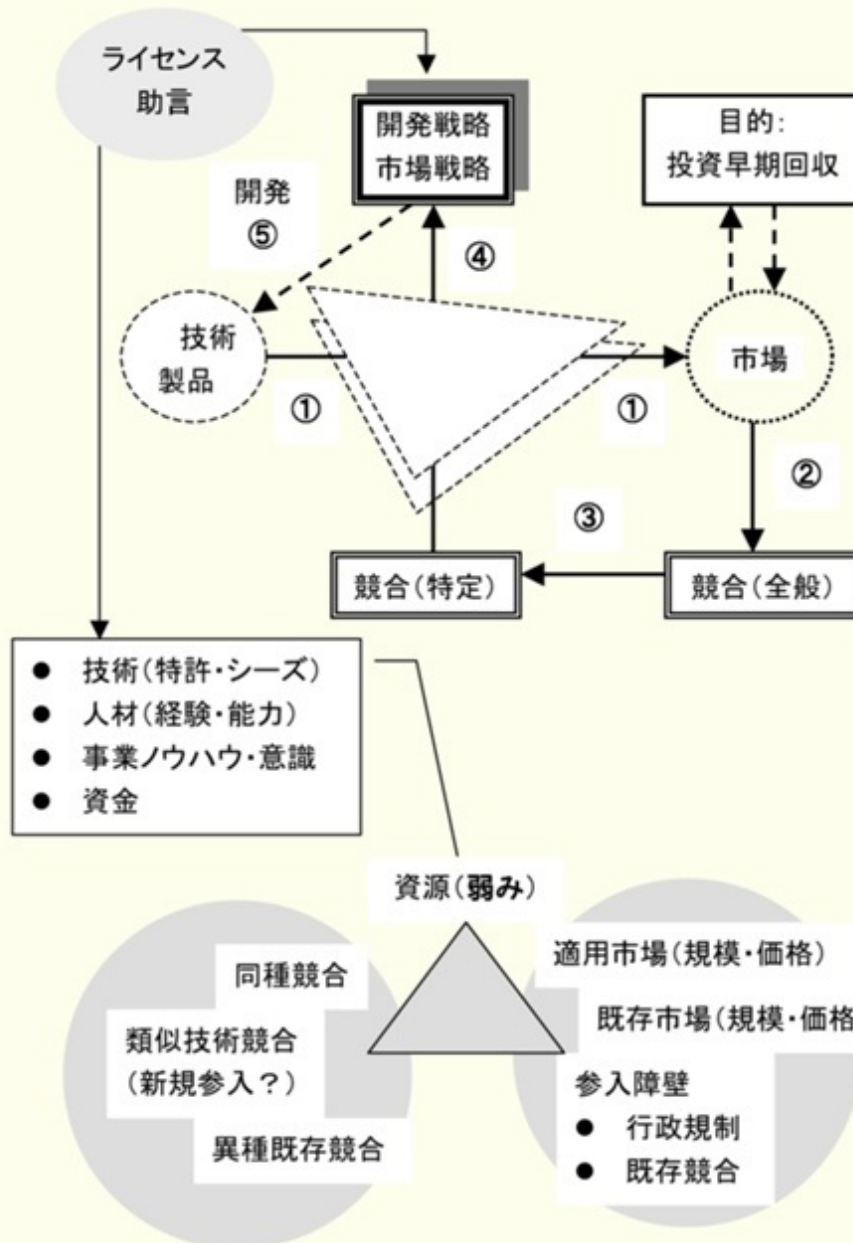 ライセンス
助言
開発戦略
市場戦略
目的:
投資早期回収
開発
⑤
④
技術
製品
市場
①
①
②
③
競合(特定)
競合(全般)
● 技術(特許・シーズ)
● 人材(経験・能力)
● 事業ノウハウ・意識
● 資金
資源(弱み)
同種競合
類似技術競合
(新規参入?)
異種既存競合
適用市場(規模・価格)
既存市場(規模・価格
参入障壁
● 行政規制
● 既存競合